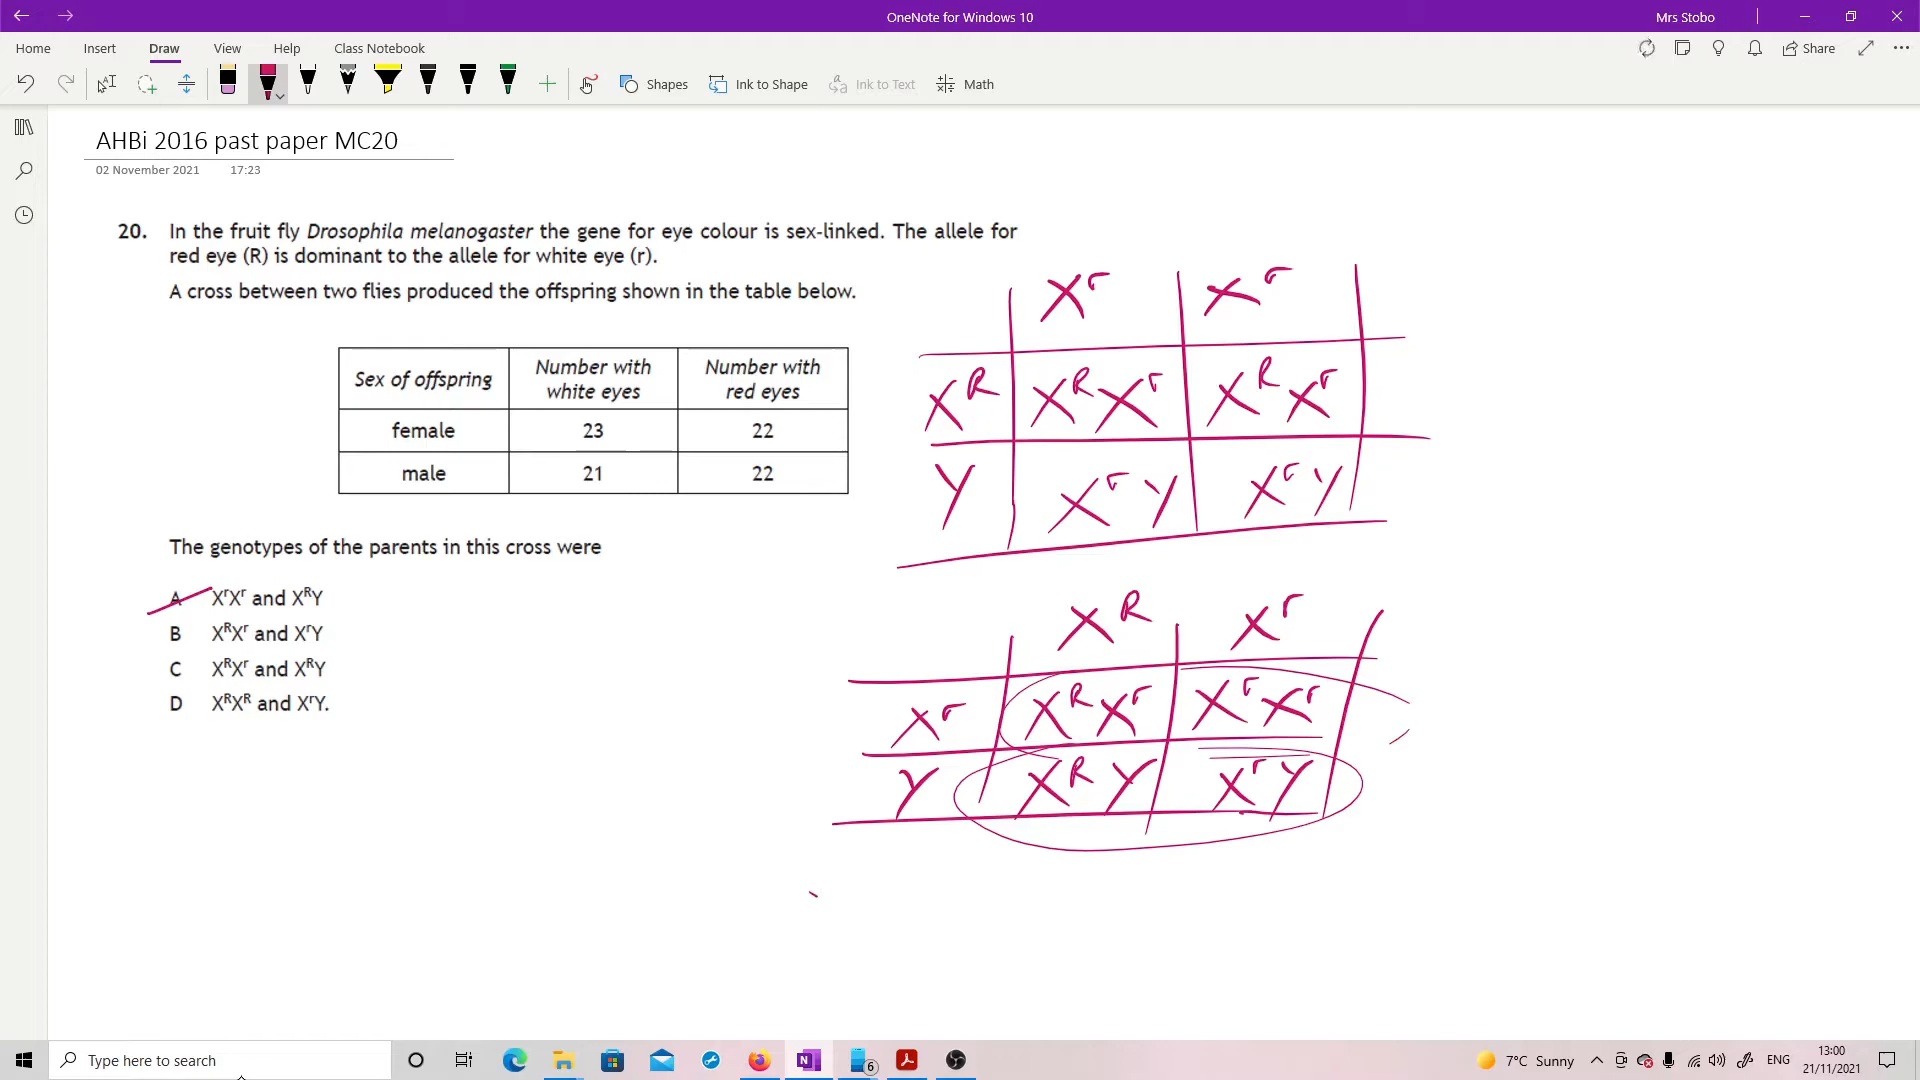 OneNote for Windows 10
Mrs Stobo
Home Insert Draw View Help Class Notebook
Share
Shapes Ink to Shape Ink to Text Math
AHBi 2016 past paper MC20
02 November 2021 17:23
20. In the fruit fly Drosophila melanogaster the gene for eye colour is sex-linked. The allele for
red eye (R) is dominant to the allele for white eye (r).
A cross between two flies produced the offspring shown in the table below.
Sex of offspring Number with white eyes Number with red eyes
female 23 22
male 21 22
The genotypes of the parents in this cross were
A XʳXʳ and XᴿY
B XᴿXʳ and XʳY
C XᴿXʳ and XᴿY
D XᴿXᴿ and XʳY.
Xʳ Xʳ
Xᴿ XᴿXʳ XᴿXʳ
Y XʳY XʳY
Xᴿ Xʳ
Xʳ XᴿXʳ XʳXʳ
Y XᴿY XʳY
Type here to search
6
7°C Sunny
ENG
13:00
21/11/2021